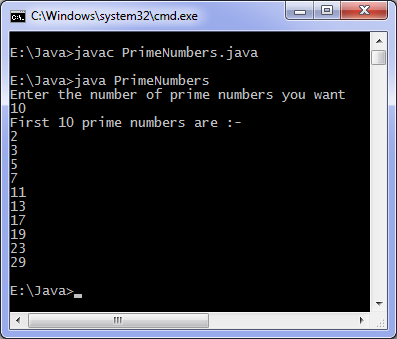 C:\Windows\system32\cmd.exe
E:\Java>javac PrimeNumbers.java
E:\Java>java PrimeNumbers
Enter the number of prime numbers you want
10
First 10 prime numbers are :-
2
3
5
7
11
13
17
19
23
29
E:\Java>